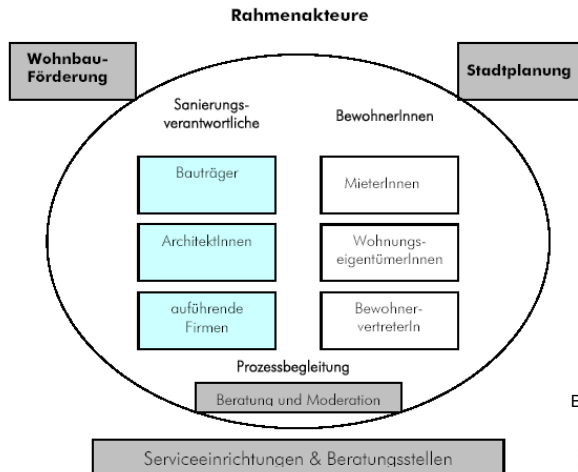 Rahmenakteure
Wohnbau-
Förderung
Stadtplanung
Sanierungs-
verantwortliche
BewohnerInnen
Bauträger
MieterInnen
ArchitektInnen
Wohnungs-
eigentümerInnen
auführende
Firmen
Bewohner-
vertreterIn
Prozessbegleitung
Beratung und Moderation
E
Serviceeinrichtungen & Beratungsstellen